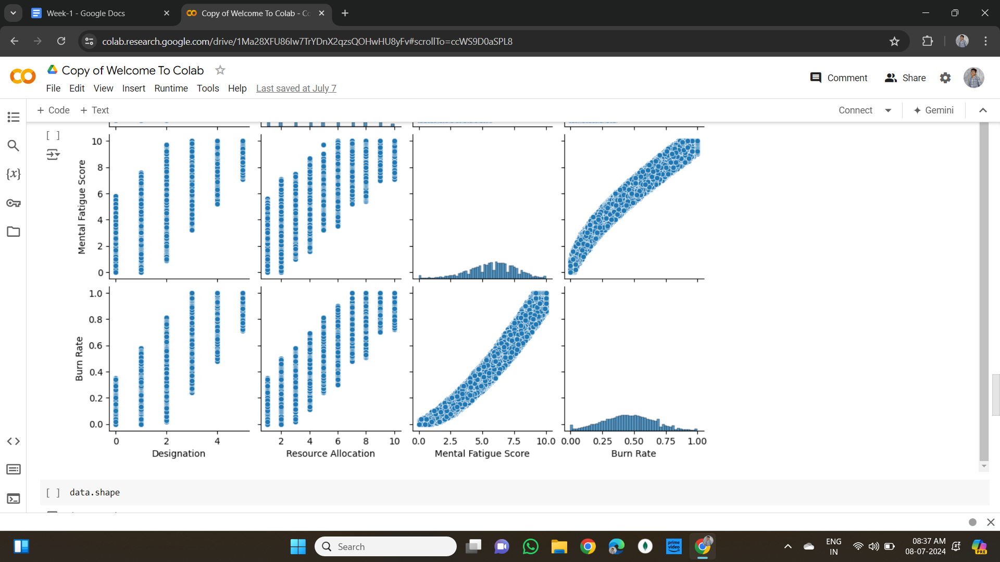 Week-1 - Google Docs
Copy of Welcome To Colab - Co
colab.research.google.com/drive/1Ma28XFU86lw7TrYDnX2qzsQOHwHU8yFv#scrollTo=ccWS9D0aSPL8
CO
Copy of Welcome To Colab
Comment
Share
File Edit View Insert Runtime Tools Help Last saved at July 7
+ Code + Text
Connect
Gemini
[ ]
{x}
Mental Fatigue Score
10
8
6
4
2
0
Burn Rate
1.0
0.8
0.6
0.4
0.2
0.0
0 2 4
2 4 6 8 10
0.0 2.5 5.0 7.5 10.0
0.00 0.25 0.50 0.75 1.00
Designation
Resource Allocation
Mental Fatigue Score
Burn Rate
[ ] data.shape
Search
prime video
ENG
IN
08:37 AM
08-07-2024
PRE